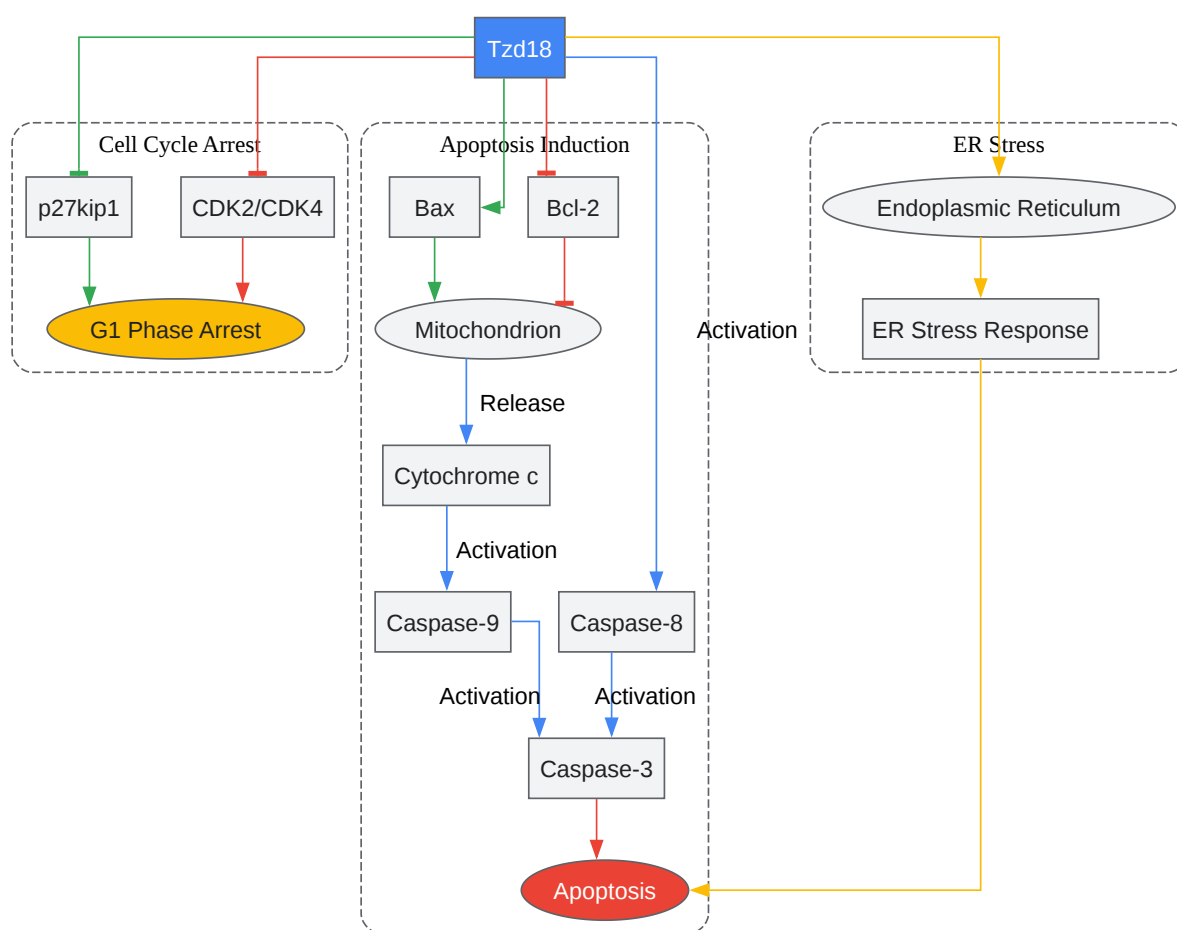 Tzd18
Cell Cycle Arrest
Apoptosis Induction
ER Stress
p27kip1
CDK2/CDK4
Bax
Bcl-2
Endoplasmic Reticulum
G1 Phase Arrest
Mitochondrion
Activation
ER Stress Response
Release
Cytochrome c
Activation
Caspase-9
Caspase-8
Activation
Activation
Caspase-3
Apoptosis